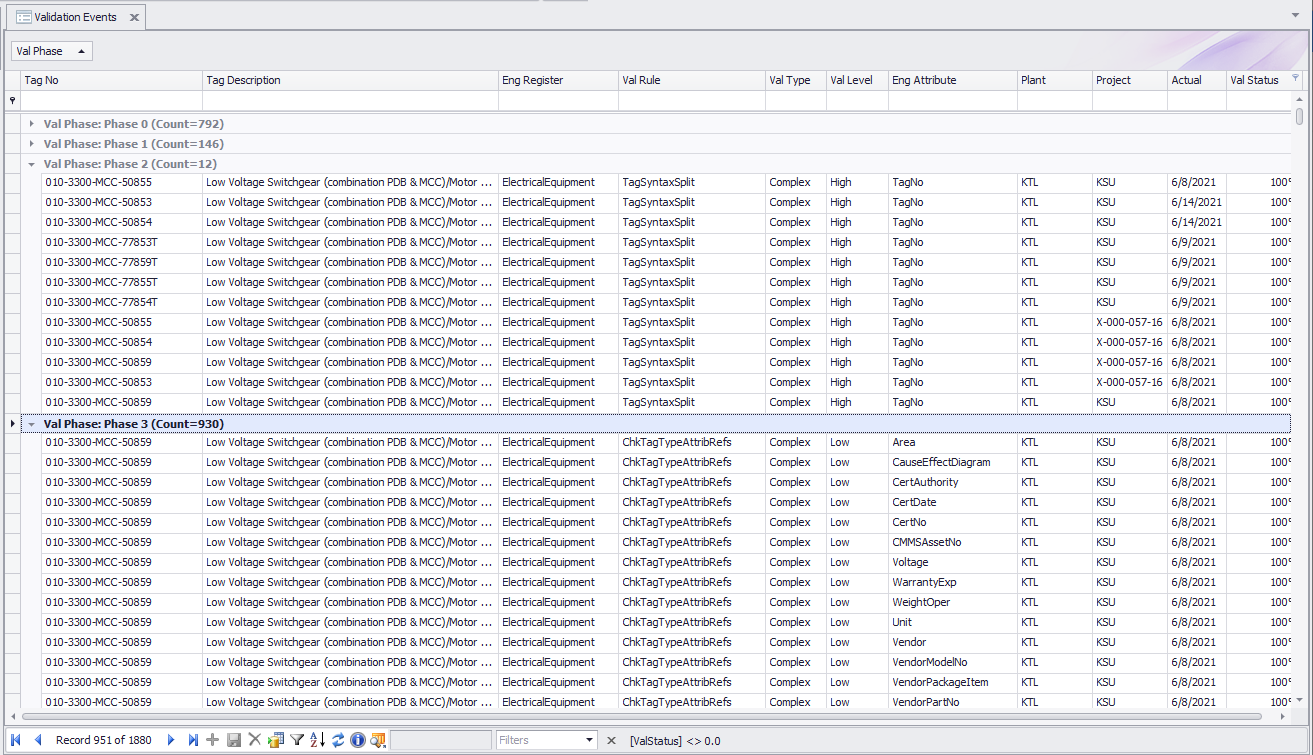 Validation Events
Val Phase
Tag No Tag Description Eng Register Val Rule Val Type Val Level Eng Attribute Plant Project Actual Val Status
Val Phase: Phase 0 (Count=792)
Val Phase: Phase 1 (Count=146)
Val Phase: Phase 2 (Count=12)
010-3300-MCC-50855 Low Voltage Switchgear (combination PDB & MCC)/Motor ... ElectricalEquipment TagSyntaxSplit Complex High TagNo KTL KSU 6/8/2021 100%
010-3300-MCC-50853 Low Voltage Switchgear (combination PDB & MCC)/Motor ... ElectricalEquipment TagSyntaxSplit Complex High TagNo KTL KSU 6/14/2021 100%
010-3300-MCC-50854 Low Voltage Switchgear (combination PDB & MCC)/Motor ... ElectricalEquipment TagSyntaxSplit Complex High TagNo KTL KSU 6/14/2021 100%
010-3300-MCC-77853T Low Voltage Switchgear (combination PDB & MCC)/Motor ... ElectricalEquipment TagSyntaxSplit Complex High TagNo KTL KSU 6/9/2021 100%
010-3300-MCC-77859T Low Voltage Switchgear (combination PDB & MCC)/Motor ... ElectricalEquipment TagSyntaxSplit Complex High TagNo KTL KSU 6/9/2021 100%
010-3300-MCC-77855T Low Voltage Switchgear (combination PDB & MCC)/Motor ... ElectricalEquipment TagSyntaxSplit Complex High TagNo KTL KSU 6/9/2021 100%
010-3300-MCC-77854T Low Voltage Switchgear (combination PDB & MCC)/Motor ... ElectricalEquipment TagSyntaxSplit Complex High TagNo KTL KSU 6/9/2021 100%
010-3300-MCC-50855 Low Voltage Switchgear (combination PDB & MCC)/Motor ... ElectricalEquipment TagSyntaxSplit Complex High TagNo KTL X-000-057-16 6/8/2021 100%
010-3300-MCC-50854 Low Voltage Switchgear (combination PDB & MCC)/Motor ... ElectricalEquipment TagSyntaxSplit Complex High TagNo KTL X-000-057-16 6/8/2021 100%
010-3300-MCC-50859 Low Voltage Switchgear (combination PDB & MCC)/Motor ... ElectricalEquipment TagSyntaxSplit Complex High TagNo KTL X-000-057-16 6/8/2021 100%
010-3300-MCC-50853 Low Voltage Switchgear (combination PDB & MCC)/Motor ... ElectricalEquipment TagSyntaxSplit Complex High TagNo KTL X-000-057-16 6/8/2021 100%
010-3300-MCC-50859 Low Voltage Switchgear (combination PDB & MCC)/Motor ... ElectricalEquipment TagSyntaxSplit Complex High TagNo KTL KSU 6/8/2021 100%
Val Phase: Phase 3 (Count=930)
010-3300-MCC-50859 Low Voltage Switchgear (combination PDB & MCC)/Motor ... ElectricalEquipment ChkTagTypeAttribRefs Complex Low Area KTL KSU 6/8/2021 100%
010-3300-MCC-50859 Low Voltage Switchgear (combination PDB & MCC)/Motor ... ElectricalEquipment ChkTagTypeAttribRefs Complex Low CauseEffectDiagram KTL KSU 6/8/2021 100%
010-3300-MCC-50859 Low Voltage Switchgear (combination PDB & MCC)/Motor ... ElectricalEquipment ChkTagTypeAttribRefs Complex Low CertAuthority KTL KSU 6/8/2021 100%
010-3300-MCC-50859 Low Voltage Switchgear (combination PDB & MCC)/Motor ... ElectricalEquipment ChkTagTypeAttribRefs Complex Low CertDate KTL KSU 6/8/2021 100%
010-3300-MCC-50859 Low Voltage Switchgear (combination PDB & MCC)/Motor ... ElectricalEquipment ChkTagTypeAttribRefs Complex Low CertNo KTL KSU 6/8/2021 100%
010-3300-MCC-50859 Low Voltage Switchgear (combination PDB & MCC)/Motor ... ElectricalEquipment ChkTagTypeAttribRefs Complex Low CMMSAssetNo KTL KSU 6/8/2021 100%
010-3300-MCC-50859 Low Voltage Switchgear (combination PDB & MCC)/Motor ... ElectricalEquipment ChkTagTypeAttribRefs Complex Low Voltage KTL KSU 6/8/2021 100%
010-3300-MCC-50859 Low Voltage Switchgear (combination PDB & MCC)/Motor ... ElectricalEquipment ChkTagTypeAttribRefs Complex Low WarrantyExp KTL KSU 6/8/2021 100%
010-3300-MCC-50859 Low Voltage Switchgear (combination PDB & MCC)/Motor ... ElectricalEquipment ChkTagTypeAttribRefs Complex Low WeightOper KTL KSU 6/8/2021 100%
010-3300-MCC-50859 Low Voltage Switchgear (combination PDB & MCC)/Motor ... ElectricalEquipment ChkTagTypeAttribRefs Complex Low Unit KTL KSU 6/8/2021 100%
010-3300-MCC-50859 Low Voltage Switchgear (combination PDB & MCC)/Motor ... ElectricalEquipment ChkTagTypeAttribRefs Complex Low Vendor KTL KSU 6/8/2021 100%
010-3300-MCC-50859 Low Voltage Switchgear (combination PDB & MCC)/Motor ... ElectricalEquipment ChkTagTypeAttribRefs Complex Low VendorModelNo KTL KSU 6/8/2021 100%
010-3300-MCC-50859 Low Voltage Switchgear (combination PDB & MCC)/Motor ... ElectricalEquipment ChkTagTypeAttribRefs Complex Low VendorPackageItem KTL KSU 6/8/2021 100%
010-3300-MCC-50859 Low Voltage Switchgear (combination PDB & MCC)/Motor ... ElectricalEquipment ChkTagTypeAttribRefs Complex Low VendorPartNo KTL KSU 6/8/2021 100%
Record 951 of 1880 Filters [ValStatus] <> 0.0